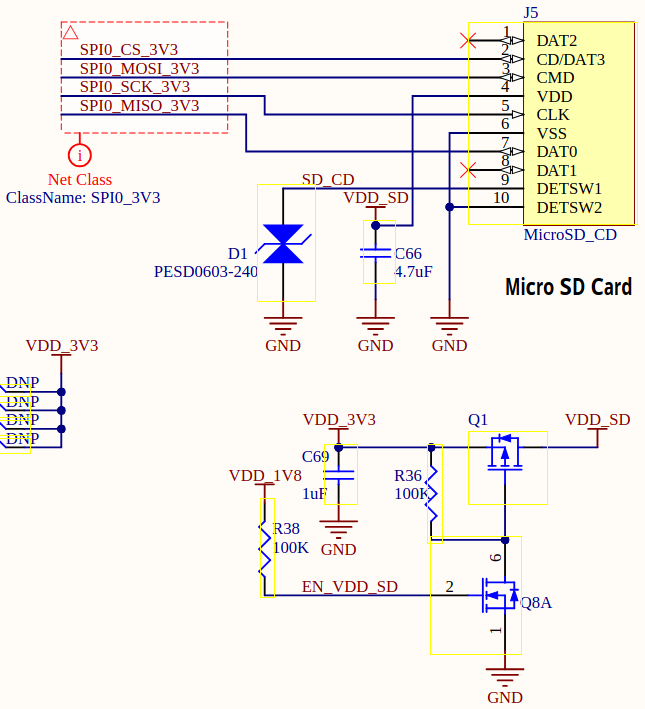 J5
1
DAT2
SPI0_CS_3V3
2
CD/DAT3
SPI0_MOSI_3V3
3
CMD
SPI0_SCK_3V3
4
VDD
SPI0_MISO_3V3
5
CLK
6
VSS
7
DAT0
i
8
DAT1
Net Class
SD_CD
9
DETSW1
ClassName: SPI0_3V3
VDD_SD
10
DETSW2
MicroSD_CD
D1
PESD0603-240
C66
4.7uF
Micro SD Card
GND
GND
GND
VDD_3V3
DNP
DNP
DNP
DNP
VDD_3V3
Q1
VDD_SD
C69
1uF
VDD_1V8
R36
100K
R38
100K
GND
6
EN_VDD_SD
2
Q8A
1
GND